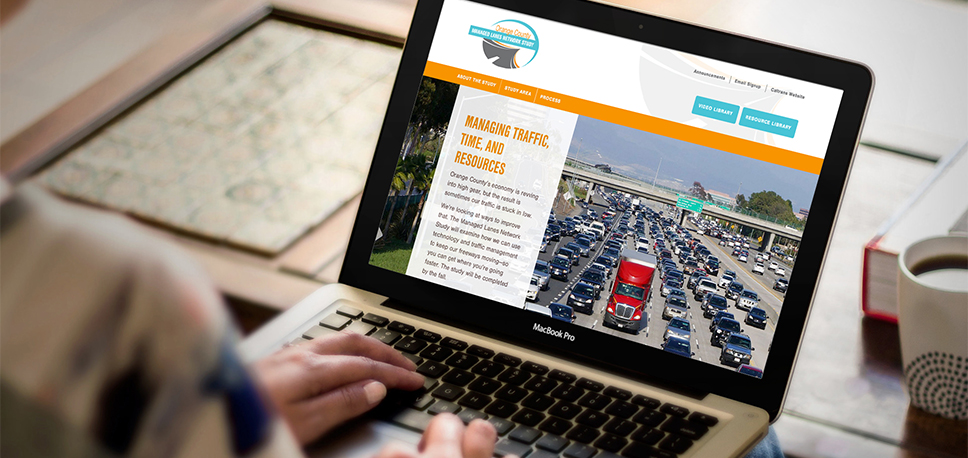 Orange County
MANAGED LANES NETWORK STUDY
Announcements
Email Signup
Caltrans Website
VIDEO LIBRARY
RESOURCE LIBRARY
ABOUT THE STUDY
STUDY AREA
PROCESS
MANAGING TRAFFIC,
TIME, AND
RESOURCES
Orange County's economy is revving
into high gear, but the result is
sometimes our traffic is stuck in low.
We're looking at ways to improve
that. The Managed Lanes Network
Study will examine how we can use
technology and traffic management
to keep our freeways moving–so
you can get where you're going
faster. The study will be completed
by the fall.
MacBook Pro